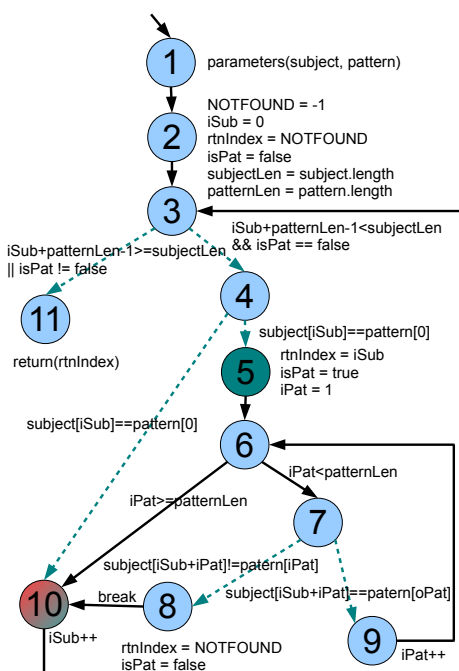 1
parameters(subject, pattern)
2
NOTFOUND = -1
iSub = 0
rtnIndex = NOTFOUND
isPat = false
subjectLen = subject.length
patternLen = pattern.length
3
iSub+patternLen-1<subjectLen
&& isPat == false
iSub+patternLen-1>=subjectLen
|| isPat != false
4
11
return(rtnIndex)
subject[iSub]==pattern[0]
5
rtnIndex = iSub
isPat = true
iPat = 1
subject[iSub]==pattern[0]
6
iPat<patternLen
iPat>=patternLen
7
subject[iSub+iPat]!=patern[iPat]
subject[iSub+iPat]==patern[oPat]
10
break
8
9
iSub++
iPat++
rtnIndex = NOTFOUND
isPat = false